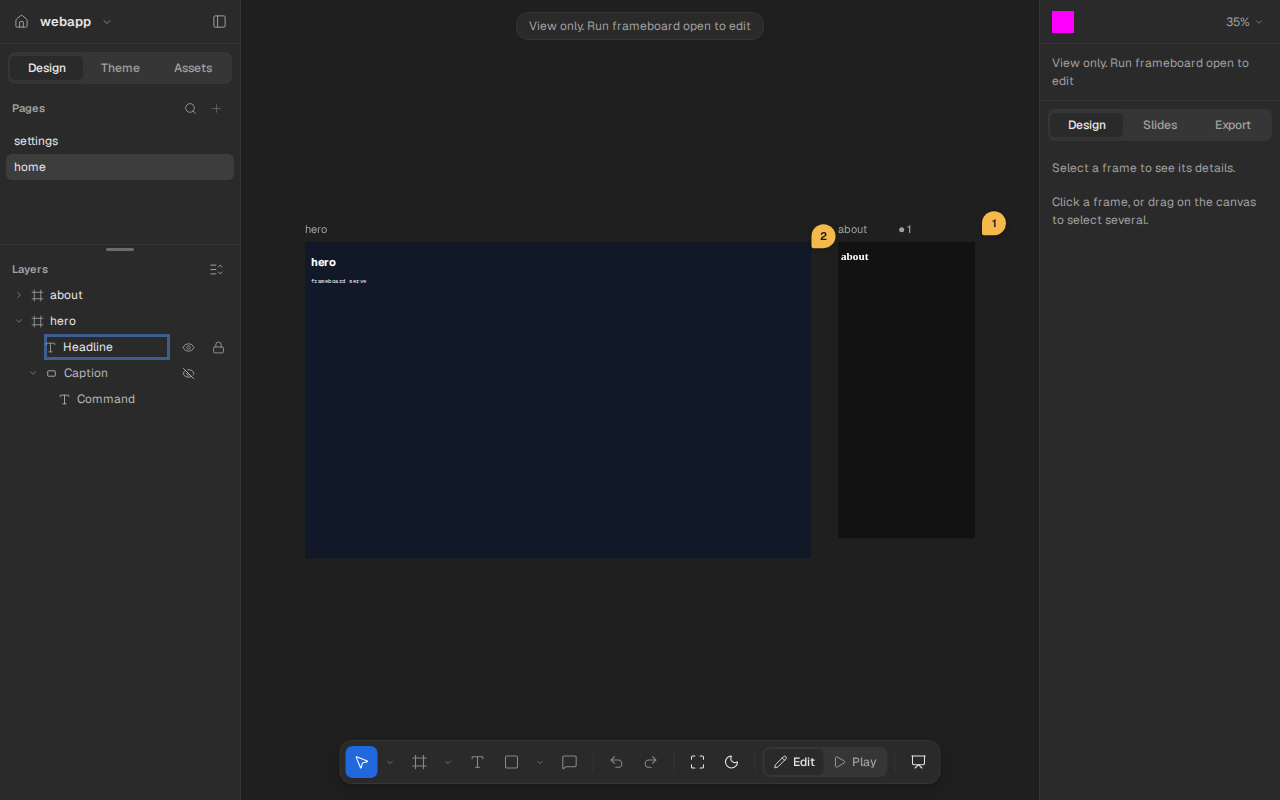 webapp
View only. Run frameboard open to edit
35%
View only. Run frameboard open to
edit
Design
Theme
Assets
Design
Slides
Export
Pages
settings
home
Select a frame to see its details.
Click a frame, or drag on the canvas
to select several.
hero
2
about
1
1
hero
frameboard serve
about
Layers
about
hero
Headline
Caption
Command
Edit
Play